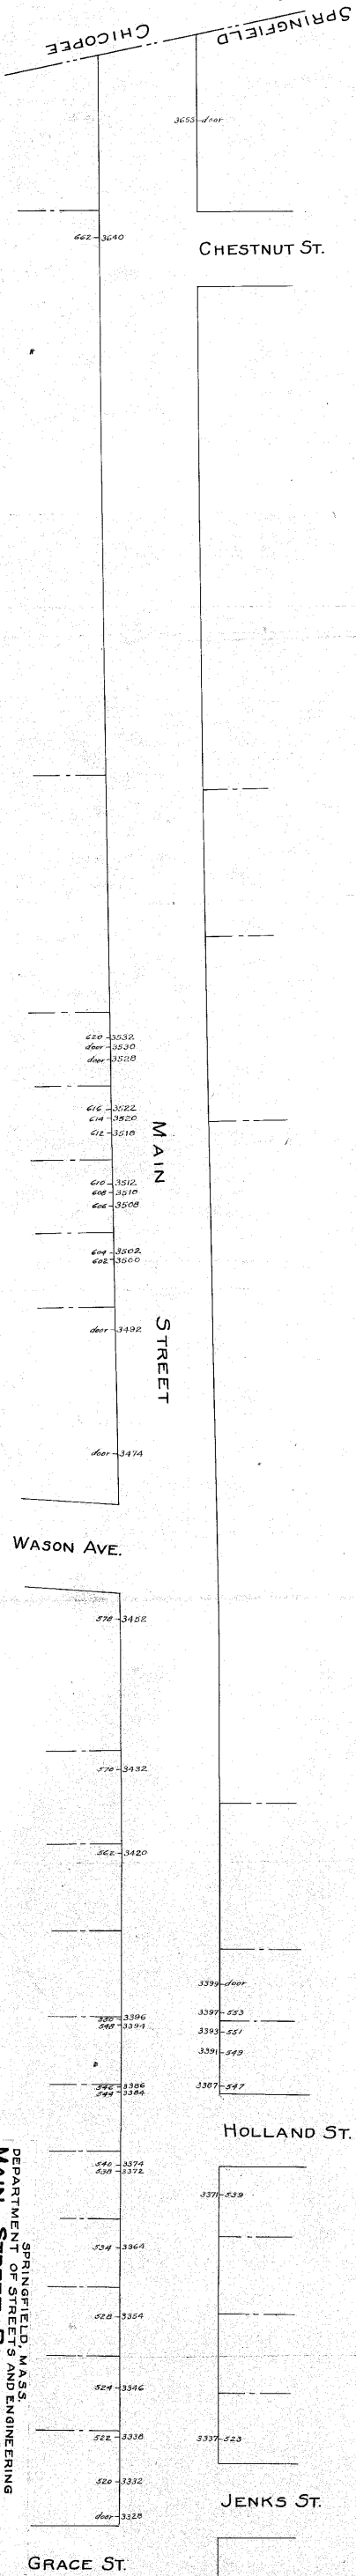 CHICOPEE
SPRINGFIELD
3653 door
662 3640
CHESTNUT ST.
620 3532
door 3530
door 3528
616 3522
614 3520
612 3518
MAIN STREET
610 3512
608 3510
606 3508
604 3502
602 3500
door 3492
door 3474
WASON AVE.
578 3452
570 3432
562 3420
3399 door
550 3396
3397 553
548 3394
3393 551
3391 549
546 3386
3387 547
544 3384
HOLLAND ST.
540 3374
538 3372
3371 539
534 3364
528 3354
524 3346
522 3338
3337 523
520 3332
door 3328
JENKS ST.
GRACE ST.
SPRINGFIELD, MASS.
DEPARTMENT OF STREETS AND ENGINEERING
MAIN STREET